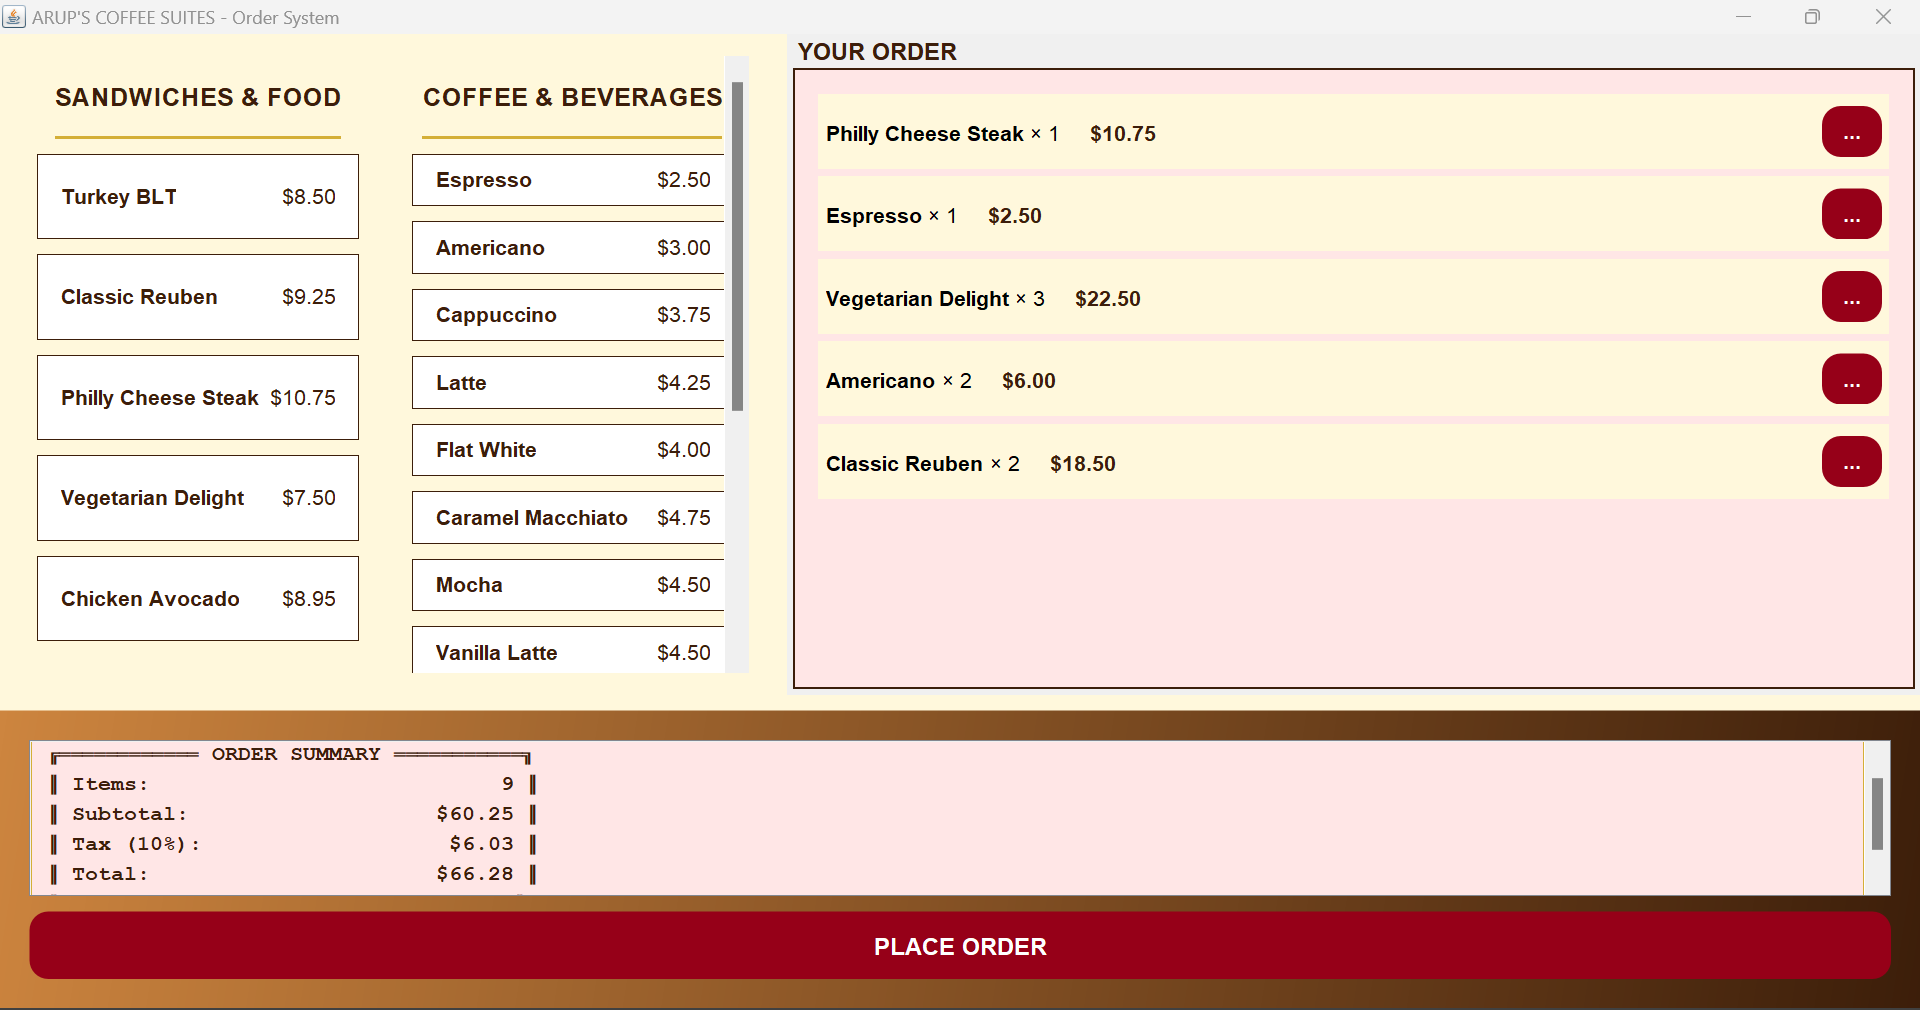 ARUP'S COFFEE SUITES - Order System
SANDWICHES & FOOD
Turkey BLT $8.50
Classic Reuben $9.25
Philly Cheese Steak $10.75
Vegetarian Delight $7.50
Chicken Avocado $8.95
COFFEE & BEVERAGES
Espresso $2.50
Americano $3.00
Cappuccino $3.75
Latte $4.25
Flat White $4.00
Caramel Macchiato $4.75
Mocha $4.50
Vanilla Latte $4.50
YOUR ORDER
Philly Cheese Steak × 1 $10.75 ...
Espresso × 1 $2.50 ...
Vegetarian Delight × 3 $22.50 ...
Americano × 2 $6.00 ...
Classic Reuben × 2 $18.50 ...
ORDER SUMMARY
Items: 9
Subtotal: $60.25
Tax (10%): $6.03
Total: $66.28
PLACE ORDER